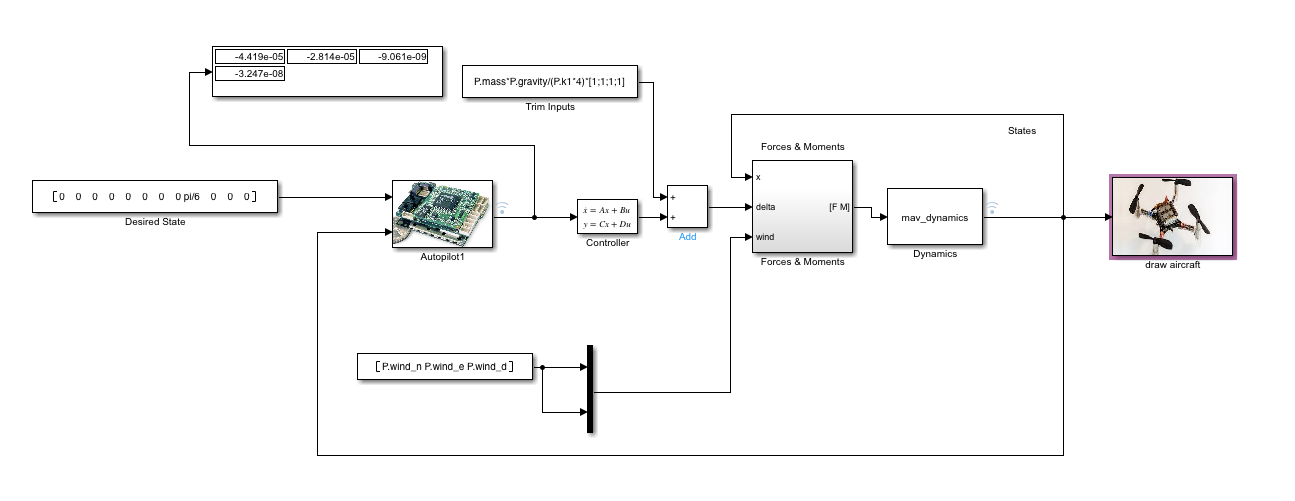 -4.419e-05 -2.814e-05 -9.061e-09
-3.247e-08
P.mass*P.gravity/(P.k1*4)*[1;1;1;1]
Trim Inputs
States
Forces & Moments
x
delta
wind
[F M]
Forces & Moments
[0 0 0 0 0 0 0 0 pi/6 0 0 0]
Desired State
Autopilot1
x = Ax + Bu
y = Cx + Du
Controller
+
+
Add
mav_dynamics
Dynamics
draw aircraft
[P.wind_n P.wind_e P.wind_d]